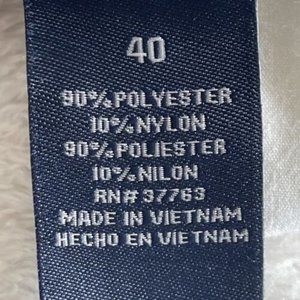 40
90%POLYESTER
10%NYLON
90%POLIESTER
10%NILON
RN# 37763
MADE IN VIETNAM
HECHO EN VIETNAM